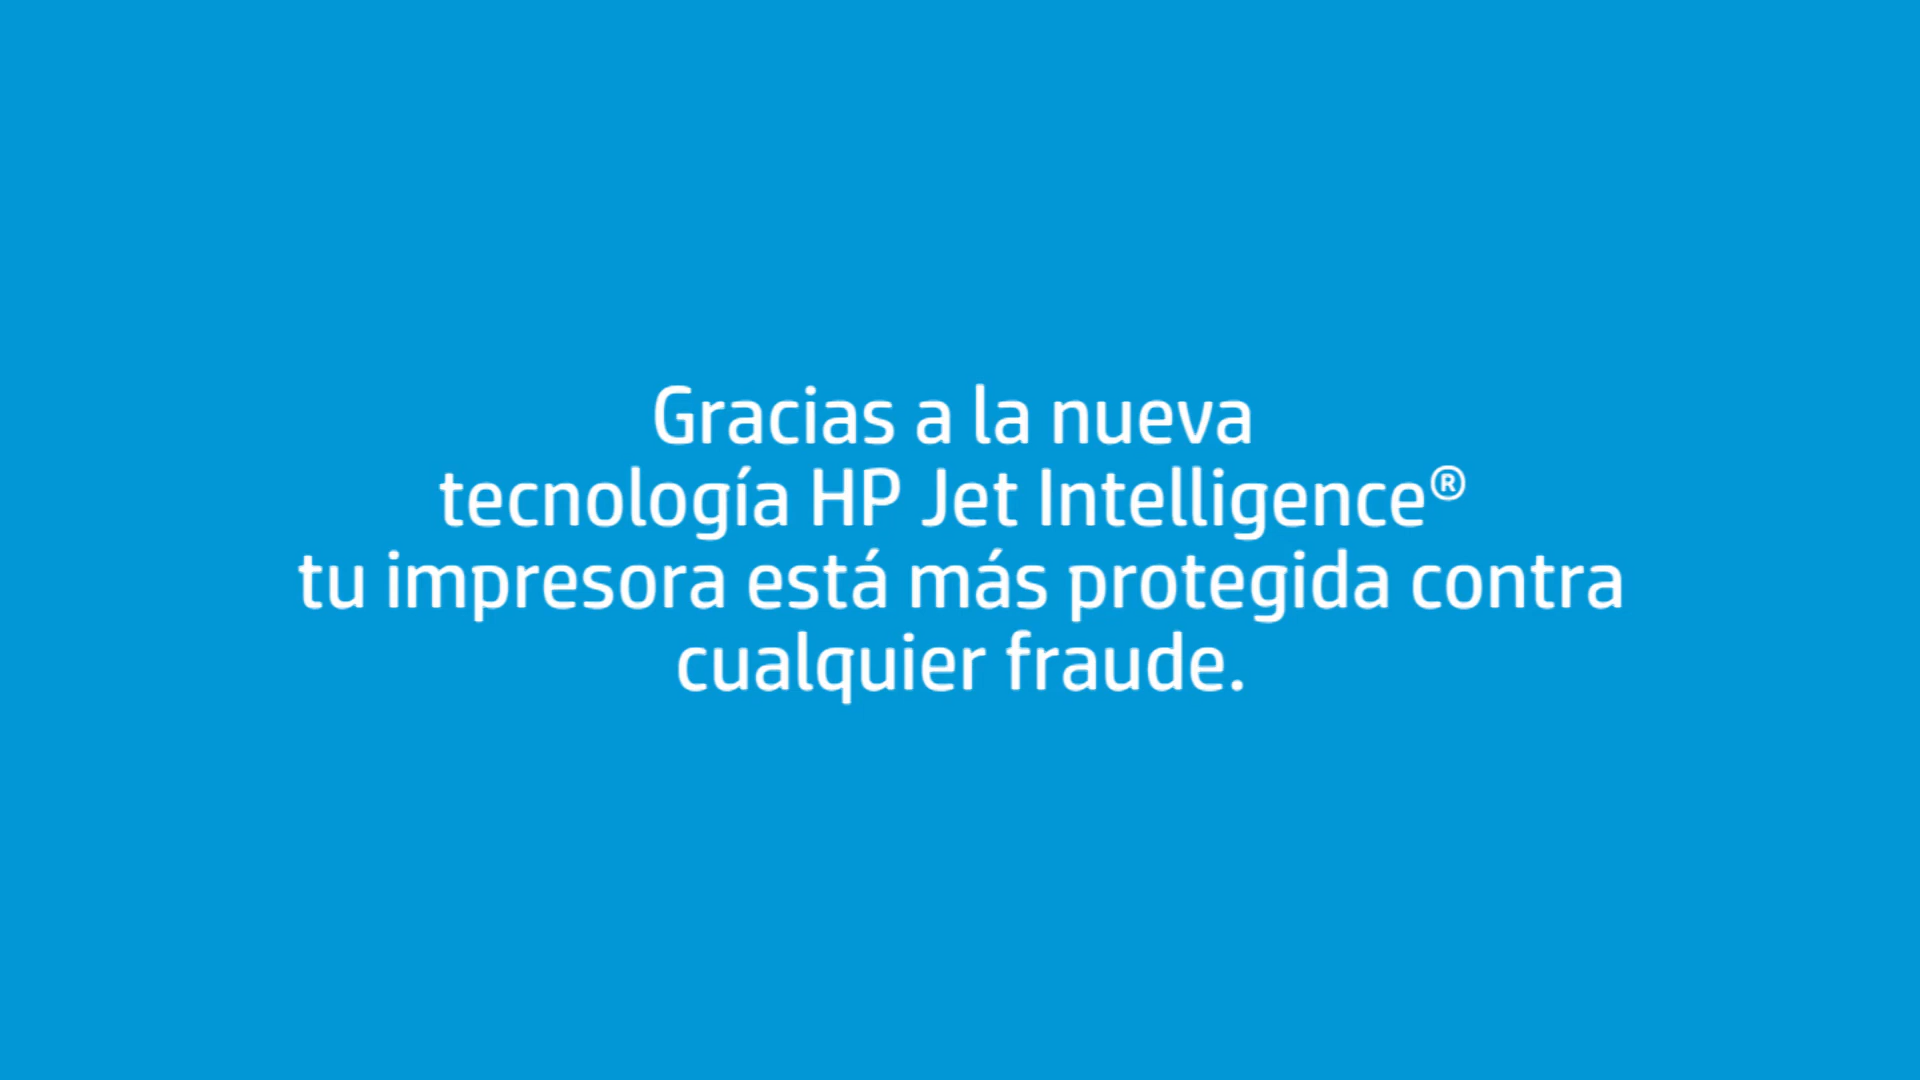 Gracias a la nueva
tecnología HP Jet Intelligence®
tu impresora está más protegida contra
cualquier fraude.